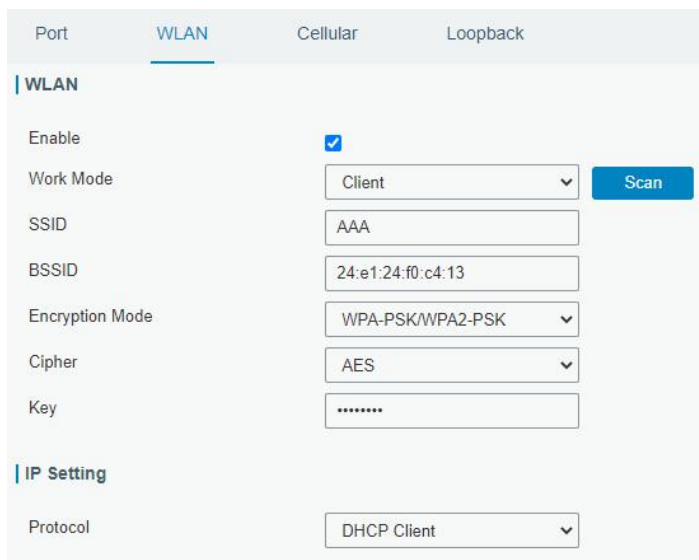 Port WLAN Cellular Loopback
WLAN
Enable
Work Mode Client Scan
SSID AAA
BSSID 24:e1:24:f0:c4:13
Encryption Mode WPA-PSK/WPA2-PSK
Cipher AES
Key ••••••••
IP Setting
Protocol DHCP Client